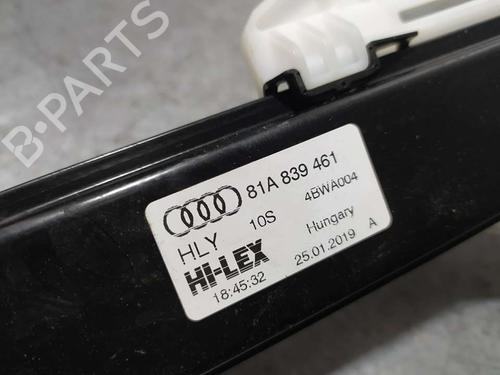 B-PARTS
81A 839 461
HLY 10S 4BWA004
HI-LEX Hungary
18:45:32 25.01.2019 A